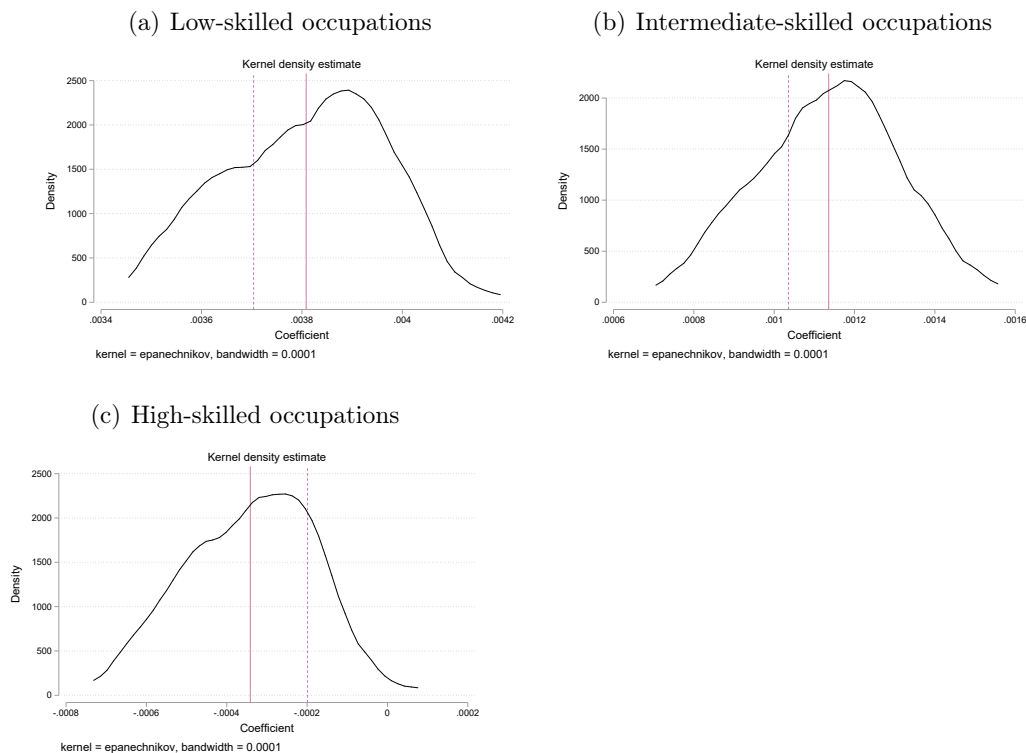 (a) Low-skilled occupations
Kernel density estimate
2500
2000
1500
1000
500
0
Density
.0034 .0036 .0038 .004 .0042
Coefficient
kernel = epanechnikov, bandwidth = 0.0001
(b) Intermediate-skilled occupations
Kernel density estimate
2000
1500
1000
500
0
Density
.0006 .0008 .001 .0012 .0014 .0016
Coefficient
kernel = epanechnikov, bandwidth = 0.0001
(c) High-skilled occupations
Kernel density estimate
2500
2000
1500
1000
500
0
Density
-.0008 -.0006 -.0004 -.0002 0 .0002
Coefficient
kernel = epanechnikov, bandwidth = 0.0001